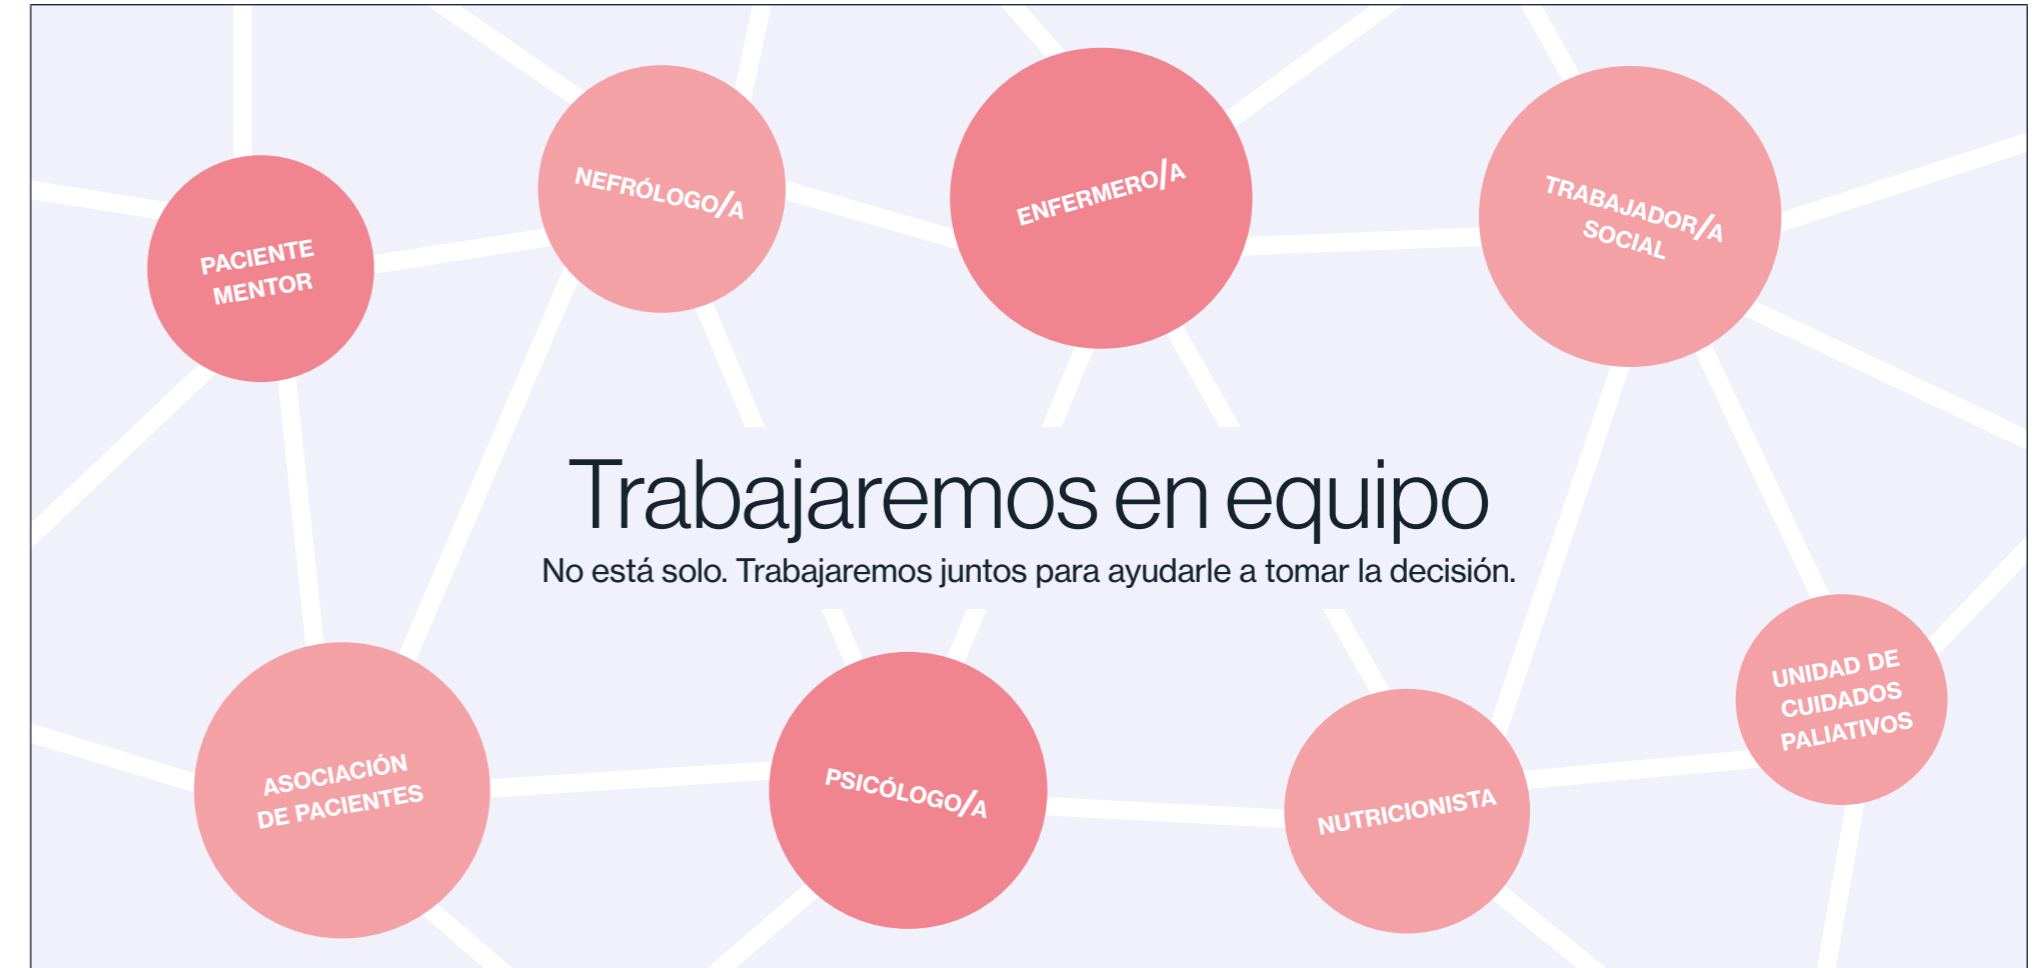 PACIENTE
MENTOR
NEFRÓLOGO/A
ENFERMERO/A
TRABAJADOR/A
SOCIAL
Trabajaremos en equipo
No está solo. Trabajaremos juntos para ayudarle a tomar la decisión.
ASOCIACIÓN
DE PACIENTES
PSICÓLOGO/A
NUTRICIONISTA
UNIDAD DE
CUIDADOS
PALIATIVOS